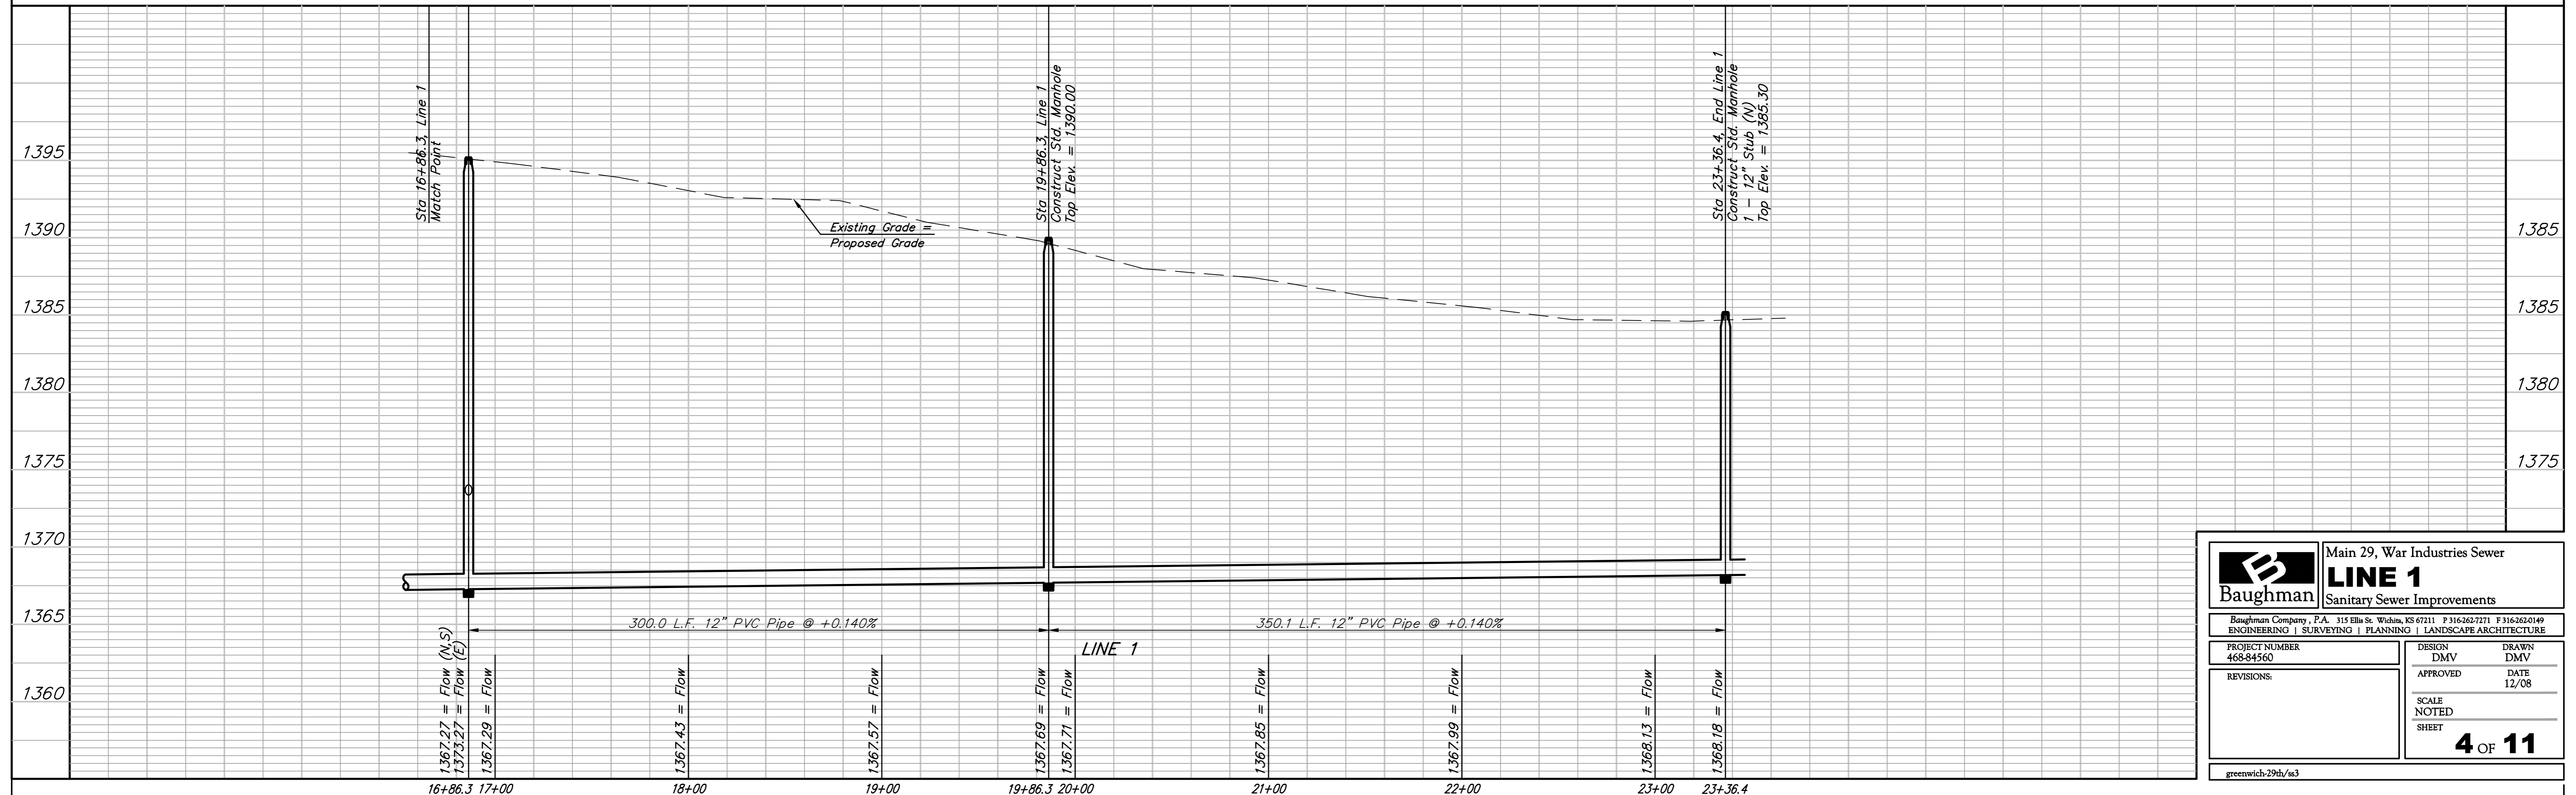 Sta 16+86.3, Line 1
Match Point
Sta 19+86.3, Line 1
Construct Std. Manhole
Top Elev. = 1390.00
Sta 23+36.4, End Line 1
Construct Std. Manhole
1 - 12" Stub (N)
Top Elev. = 1385.30
1395
1390
1385
1380
1375
1370
1365
1360
1385
1385
1380
1375
Existing Grade =
Proposed Grade
300.0 L.F. 12" PVC Pipe @ +0.140%
350.1 L.F. 12" PVC Pipe @ +0.140%
LINE 1
1367.27 = Flow (N,S)
1373.27 = Flow (E)
1367.29 = Flow
1367.43 = Flow
1367.57 = Flow
1367.69 = Flow
1367.71 = Flow
1367.85 = Flow
1367.99 = Flow
1368.13 = Flow
1368.18 = Flow
16+86.3 17+00 18+00 19+00 19+86.3 20+00 21+00 22+00 23+00 23+36.4
Baughman
Main 29, War Industries Sewer
LINE 1
Sanitary Sewer Improvements
Baughman Company, P.A. 315 Ellis St. Wichita, KS 67211 P 316-262-7271 F 316-262-0149
ENGINEERING | SURVEYING | PLANNING | LANDSCAPE ARCHITECTURE
PROJECT NUMBER
468-84560
REVISIONS:
DESIGN
DMV
DRAWN
DMV
APPROVED
DATE
12/08
SCALE
NOTED
SHEET
4 OF 11
greenwich-29th/ss3